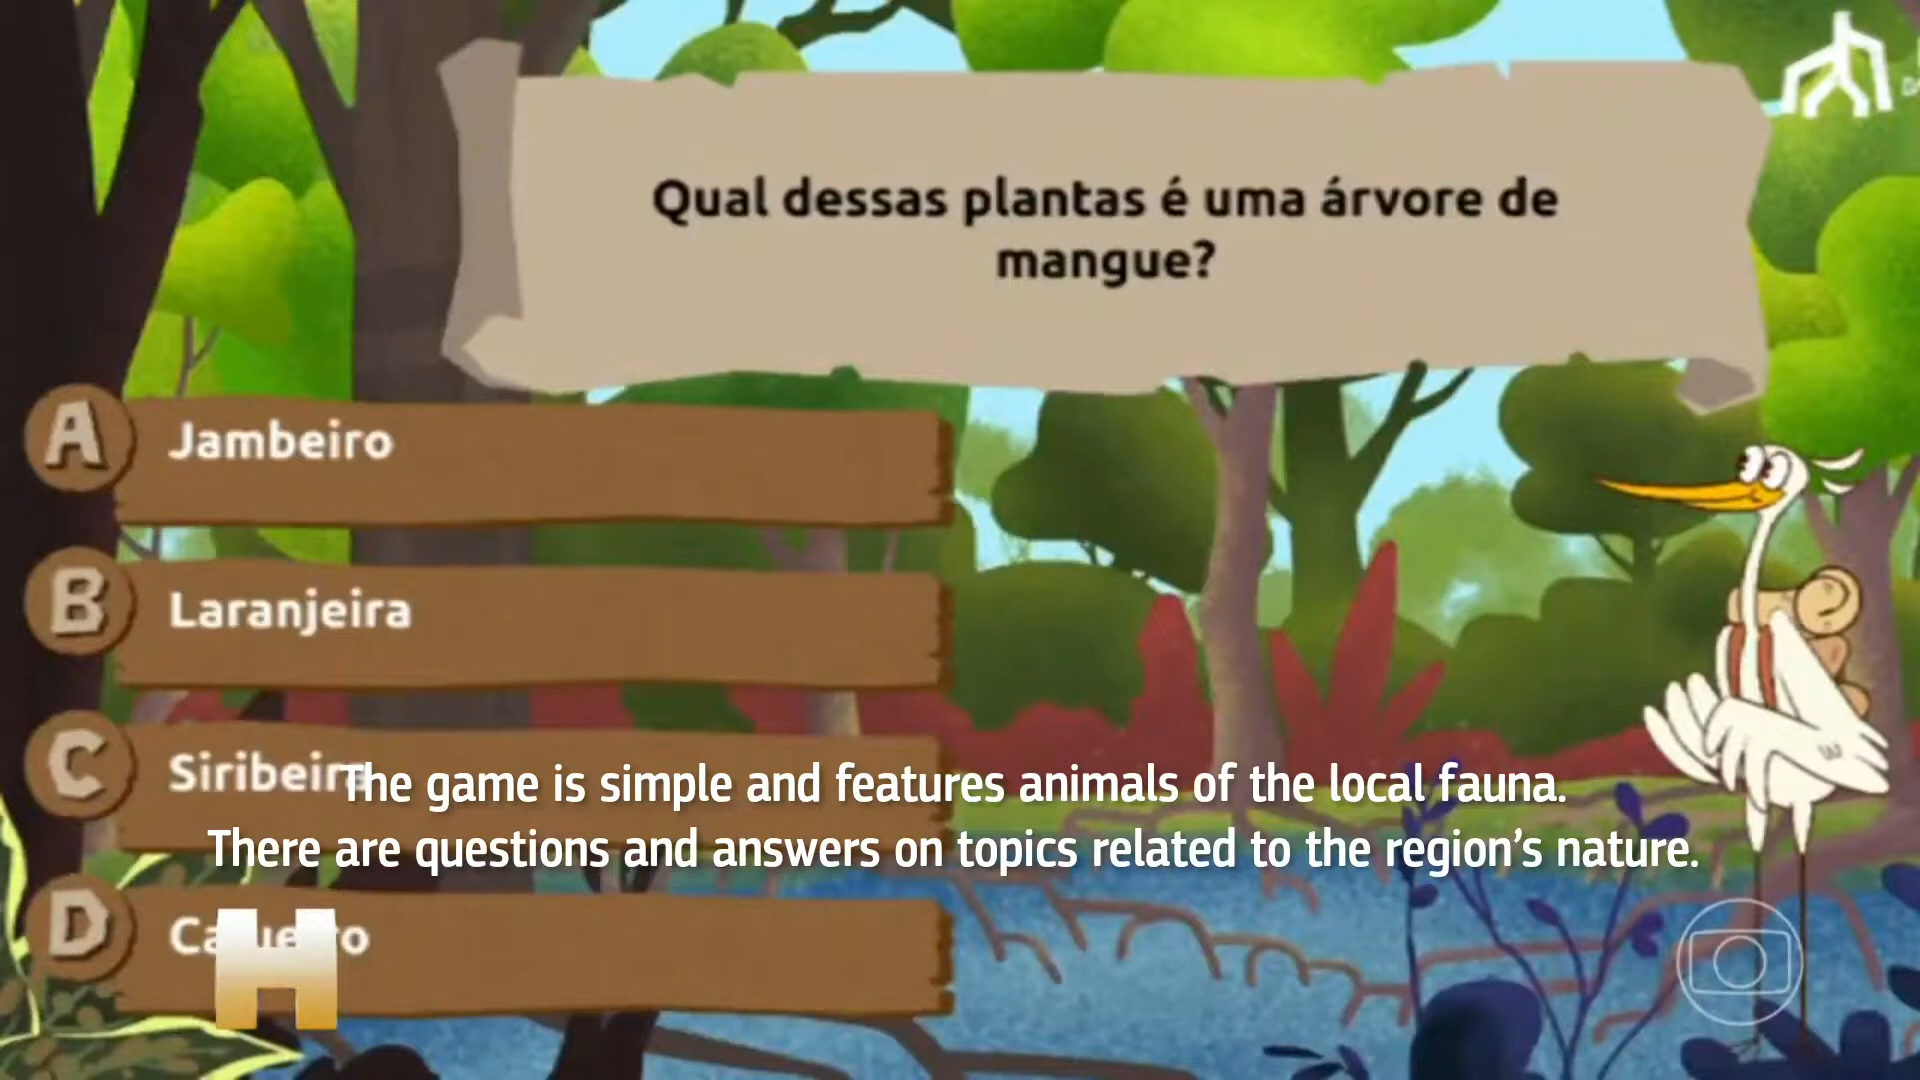 Qual dessas plantas é uma árvore de
mangue?
A Jambeiro
B Laranjeira
C Siribeira
The game is simple and features animals of the local fauna.
There are questions and answers on topics related to the region’s nature.
D
H